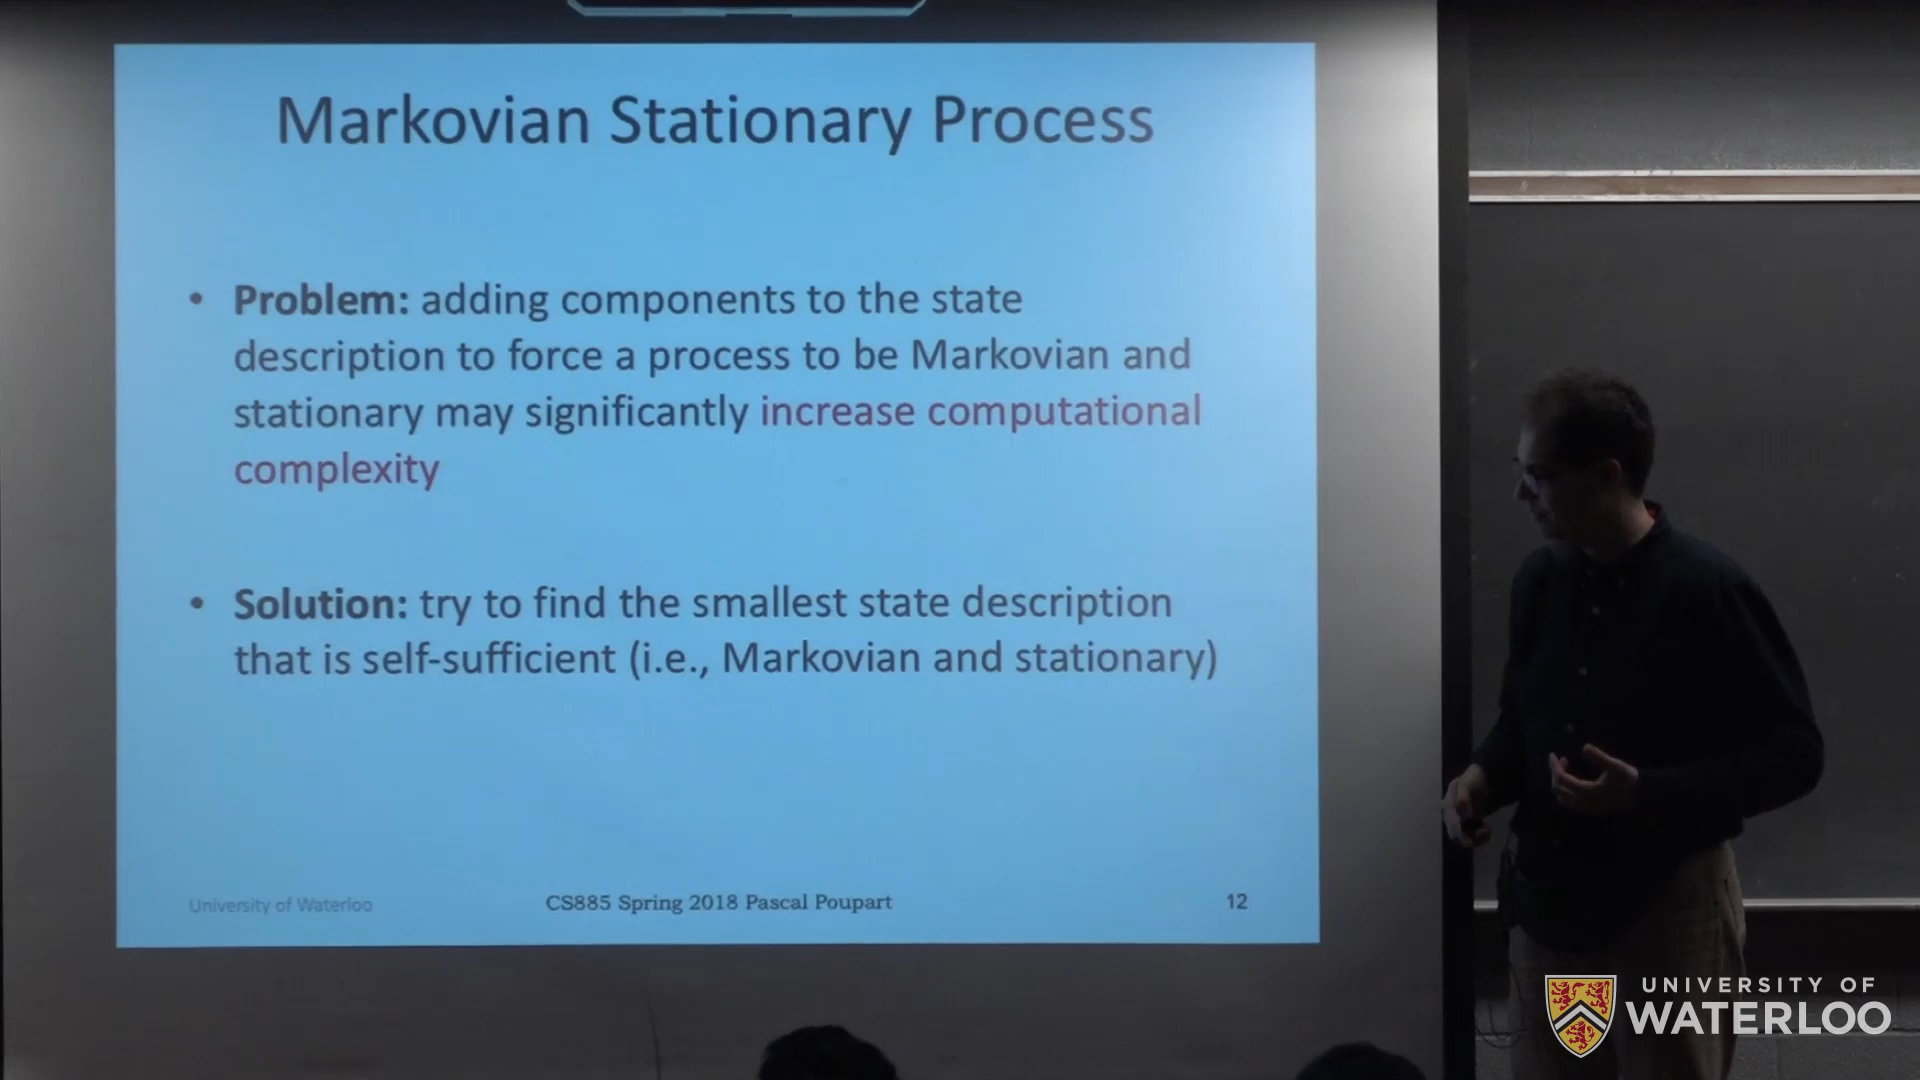 Markovian Stationary Process
• Problem: adding components to the state
description to force a process to be Markovian and
stationary may significantly increase computational
complexity
• Solution: try to find the smallest state description
that is self-sufficient (i.e., Markovian and stationary)
University of Waterloo
CS885 Spring 2018 Pascal Poupart
12
UNIVERSITY OF
WATERLOO